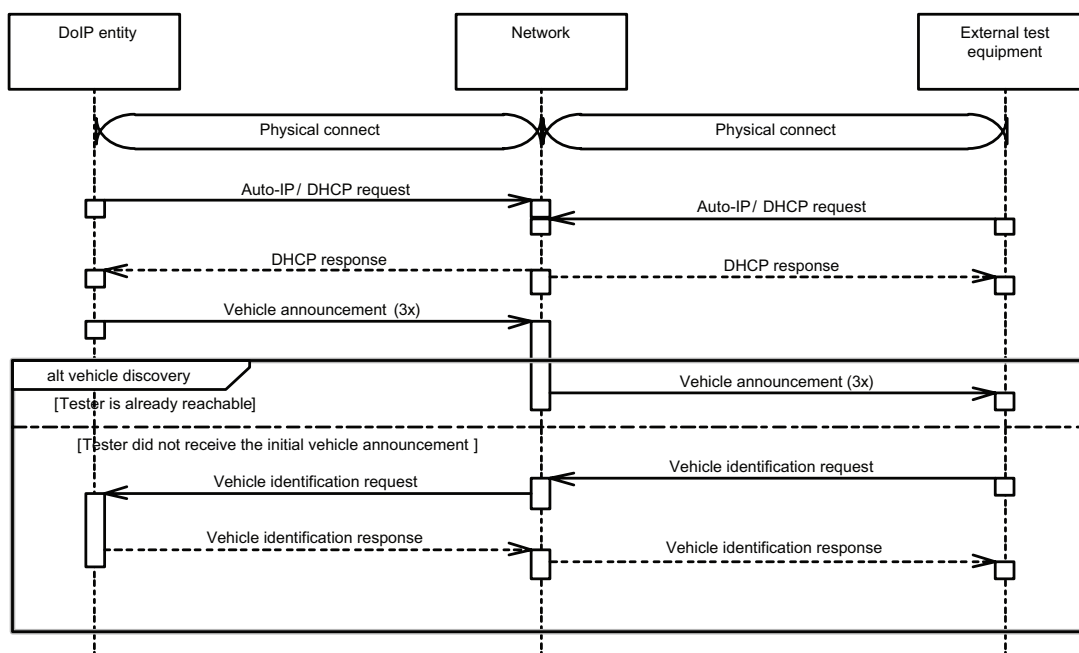 DoIP entity
Network
External test
equipment
Physical connect
Physical connect
Auto-IP / DHCP request
Auto-IP / DHCP request
DHCP response
DHCP response
Vehicle announcement (3x)
alt vehicle discovery
Vehicle announcement (3x)
[Tester is already reachable]
[Tester did not receive the initial vehicle announcement ]
Vehicle identification request
Vehicle identification request
Vehicle identification response
Vehicle identification response